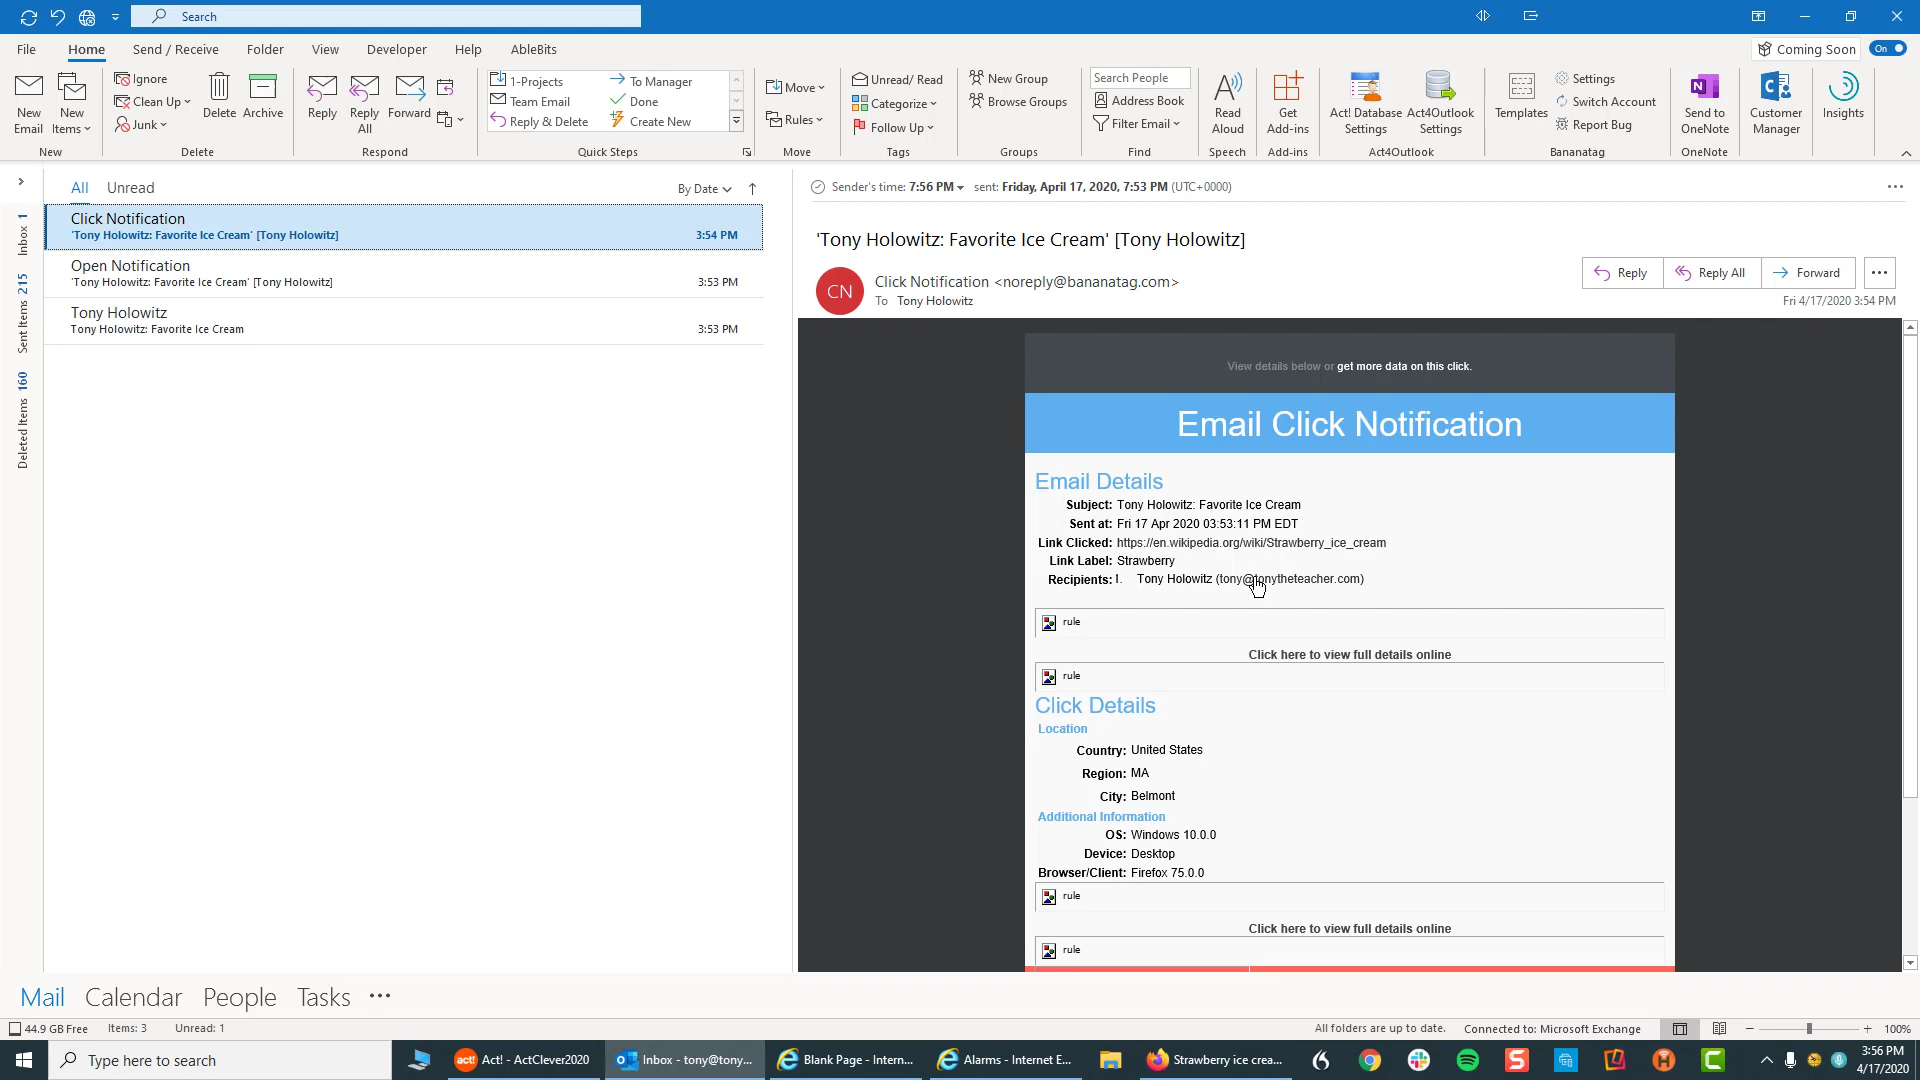 Search
File Home Send / Receive Folder View Developer Help AbleBits
Coming Soon On
New Email
New Items
New
Ignore
Clean Up
Junk
Delete
Archive
Delete
Reply
Reply All
Forward
Respond
1-Projects To Manager
Team Email Done
Reply & Delete Create New
Quick Steps
Move
Rules
Move
Unread/ Read
Categorize
Follow Up
Tags
New Group
Browse Groups
Groups
Search People
Address Book
Filter Email
Find
Read Aloud
Speech
Get Add-ins
Add-ins
Act! Database Settings
Act4Outlook Settings
Act4Outlook
Templates
Settings
Switch Account
Report Bug
Bananatag
Send to OneNote
OneNote
Customer Manager
Insights
Inbox 1
Sent Items 215
Deleted Items 160
All Unread By Date
Click Notification
'Tony Holowitz: Favorite Ice Cream' [Tony Holowitz] 3:54 PM
Open Notification
'Tony Holowitz: Favorite Ice Cream' [Tony Holowitz] 3:53 PM
Tony Holowitz
Tony Holowitz: Favorite Ice Cream 3:53 PM
Sender's time: 7:56 PM sent: Friday, April 17, 2020, 7:53 PM (UTC+0000)
'Tony Holowitz: Favorite Ice Cream' [Tony Holowitz]
CN
Click Notification <noreply@bananatag.com>
To Tony Holowitz
Reply Reply All Forward
Fri 4/17/2020 3:54 PM
View details below or get more data on this click.
Email Click Notification
Email Details
Subject: Tony Holowitz: Favorite Ice Cream
Sent at: Fri 17 Apr 2020 03:53:11 PM EDT
Link Clicked: https://en.wikipedia.org/wiki/Strawberry_ice_cream
Link Label: Strawberry
Recipients: I. Tony Holowitz (tony@tonytheteacher.com)
rule
Click here to view full details online
rule
Click Details
Location
Country: United States
Region: MA
City: Belmont
Additional Information
OS: Windows 10.0.0
Device: Desktop
Browser/Client: Firefox 75.0.0
rule
Click here to view full details online
rule
Mail Calendar People Tasks
44.9 GB Free Items: 3 Unread: 1
All folders are up to date. Connected to: Microsoft Exchange 100%
Type here to search
act! Act! - ActClever2020
Inbox - tony@tony...
Blank Page - Intern...
Alarms - Internet E...
Strawberry ice crea...
3:56 PM
4/17/2020